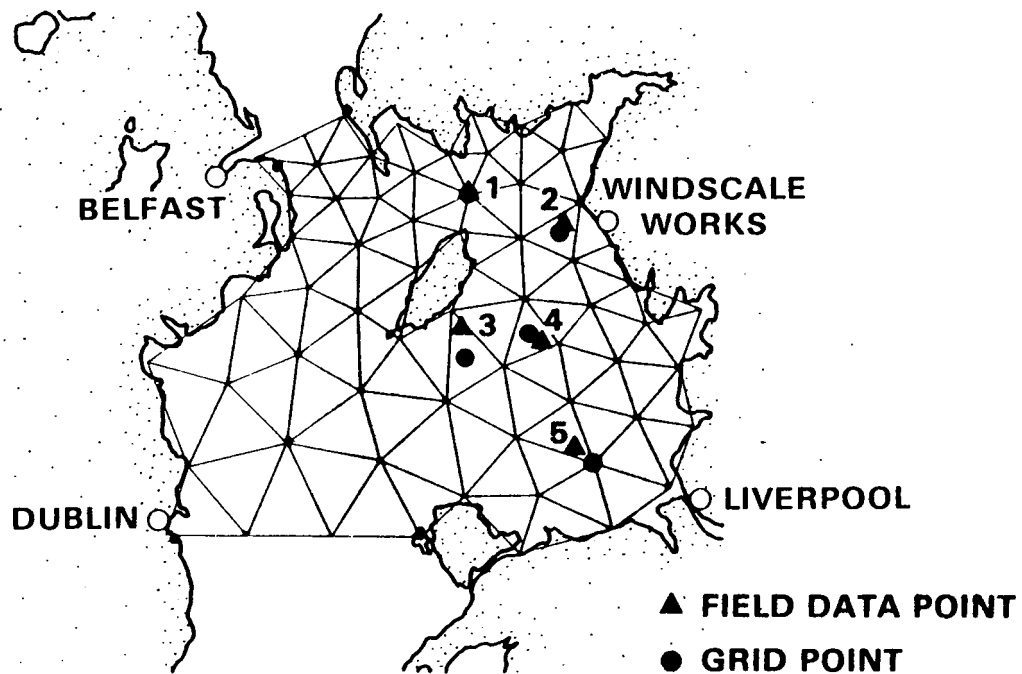 1
2
WINDSCALE
WORKS
BELFAST
3
4
5
LIVERPOOL
DUBLIN
FIELD DATA POINT
GRID POINT